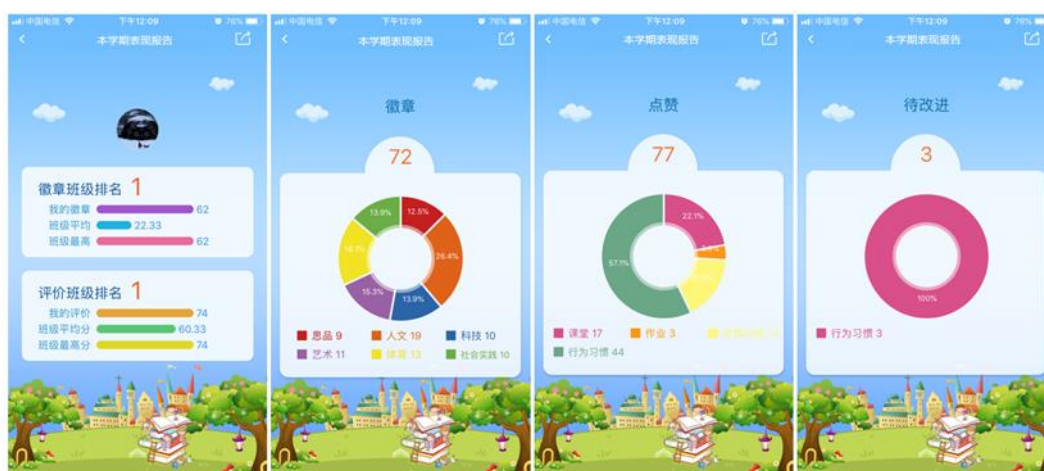 中国电信 下午12:09 76%
本学期表现报告
徽章班级排名 1
我的徽章 62
班级平均 22.33
班级最高 62
评价班级排名 1
我的评价 74
班级平均分 60.33
班级最高分 74
中国电信 下午12:09 76%
本学期表现报告
徽章
72
13.9% 12.5%
26.4%
15.3% 13.9%
思品 9 人文 19 科技 10
艺术 11 体育 13 社会实践 10
中国电信 下午12:09 76%
本学期表现报告
点赞
77
22.1%
57.1%
课堂 17 作业 3
行为习惯 44
中国电信 下午12:09 76%
本学期表现报告
待改进
3
100%
行为习惯 3